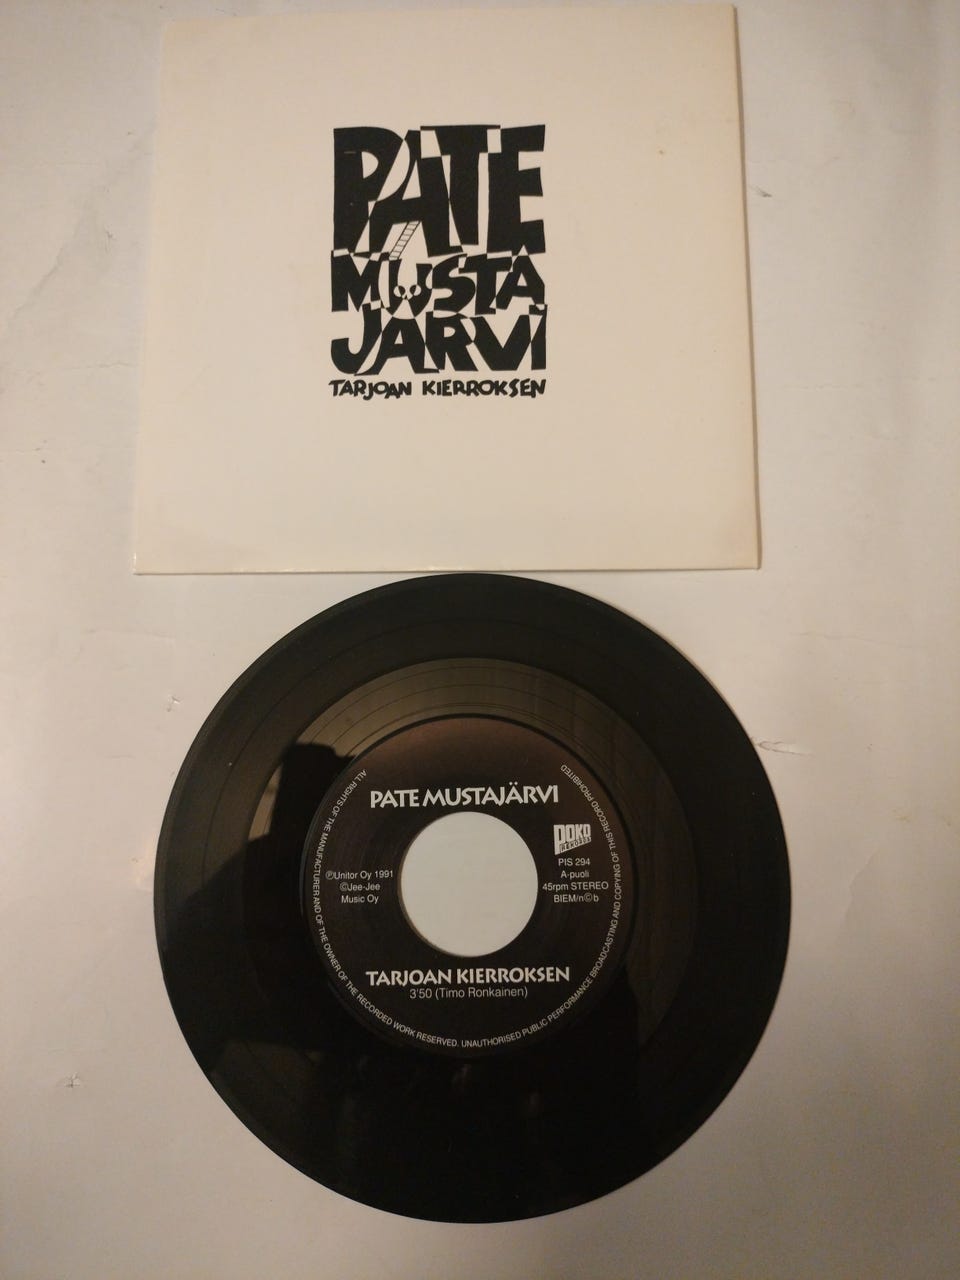 PATE
MUSTA
JÄRVI
TARJOAN KIERROKSEN
PATE MUSTAJÄRVI
POKO
RECORDS
PIS 294
A-puoli
45rpm STEREO
BIEM/n©b
℗Unitor Oy 1991
©Jee-Jee
Music Oy
TARJOAN KIERROKSEN
3'50 (Timo Ronkainen)
ALL RIGHTS OF THE MANUFACTURER AND OF THE OWNER OF THE RECORDED WORK RESERVED. UNAUTHORISED PUBLIC PERFORMANCE BROADCASTING AND COPYING OF THIS RECORD PROHIBITED